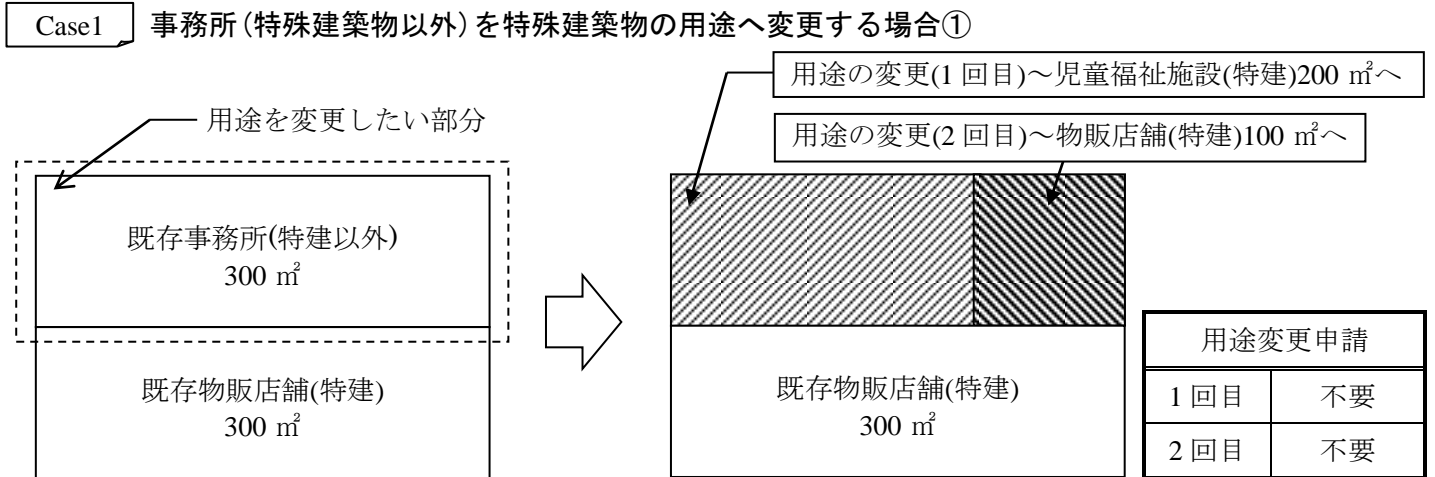 Case1 事務所(特殊建築物以外)を特殊建築物の用途へ変更する場合①
用途の変更(1 回目)～児童福祉施設(特建)200 ㎡へ
用途を変更したい部分
用途の変更(2 回目)～物販店舗(特建)100 ㎡へ
既存事務所(特建以外)
300 ㎡
既存物販店舗(特建)
300 ㎡
既存物販店舗(特建)
300 ㎡
用途変更申請
1 回目 不要
2 回目 不要